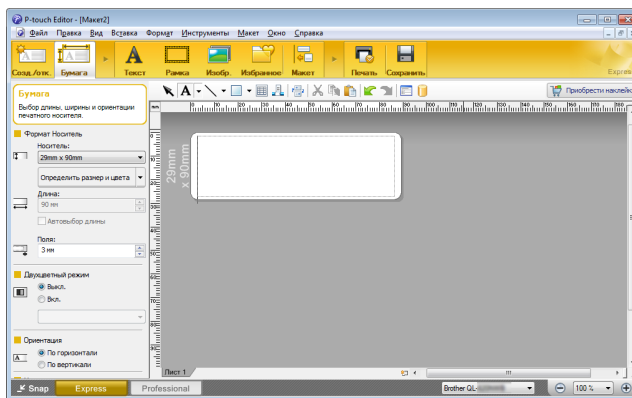 P-touch Editor - [Макет2]
Файл Правка Вид Вставка Формат Инструменты Макет Окно Справка
Созд./отк. Бумага Текст Рамка Изобр. Избранное Макет Печать Сохранить Expres
Бумага
Выбор длины, ширины и ориентации
печатного носителя.
Приобрести наклейк
Формат Носитель
Носитель:
29mm x 90mm
Определить размер и цвета
Длина:
90 мм
Автовыбор длины
Поля:
3 мм
Двухцветный режим
Выкл.
Вкл.
Ориентация
По горизонтали
По вертикали
29mm
x 90mm
Лист 1
Snap Express Professional
Brother QL-
100 %